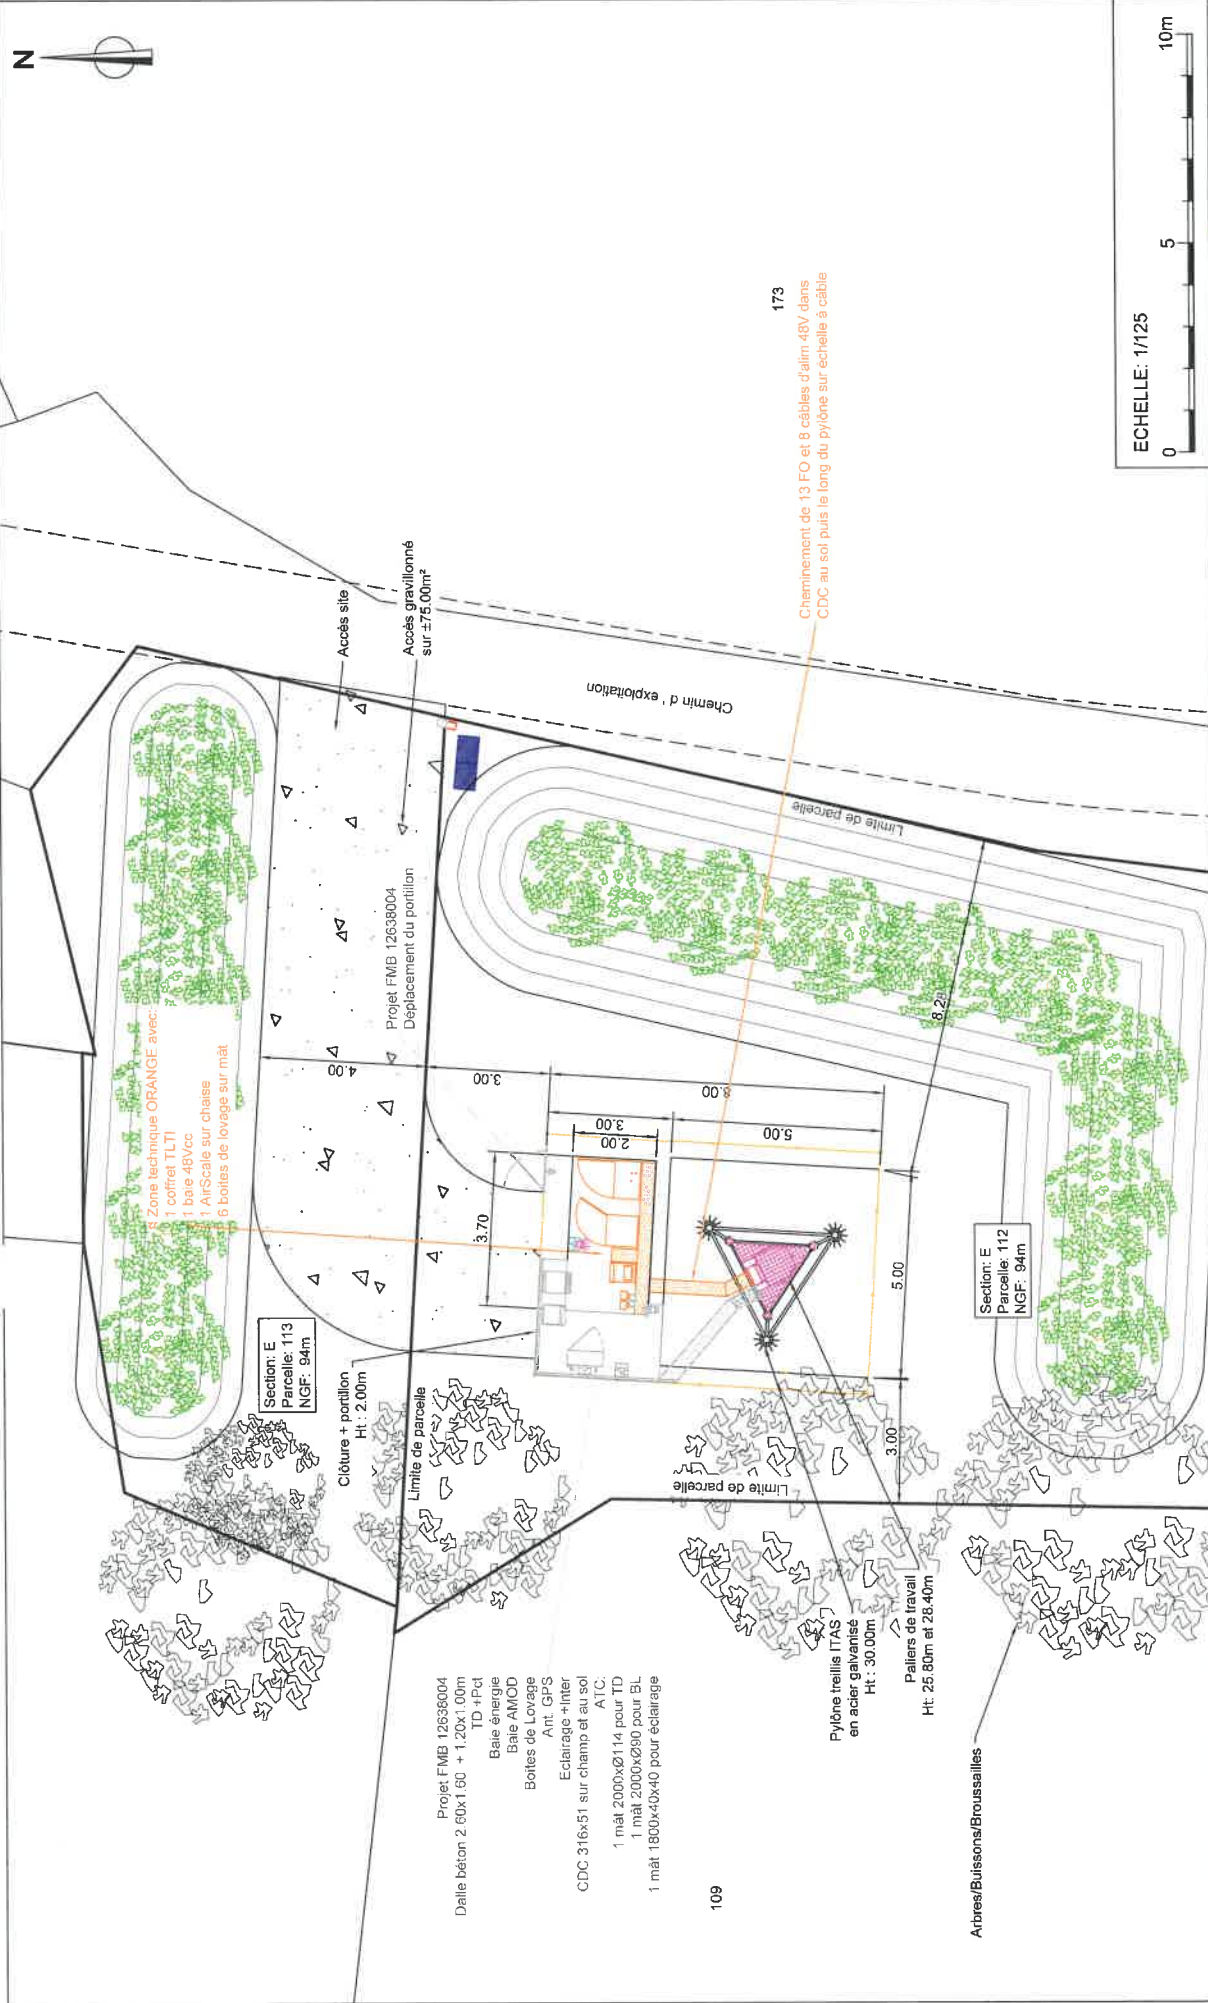 N
Zone technique ORANGE avec:
1 coffret TLTI
1 baie 48Vcc
1 AirScale sur chaise
6 boites de lovage sur mât
Accès site
Accès gravillonné
sur ±75.00m²
Projet FMB 12638004
Déplacement du portillon
Chemin d ' exploitation
173
Cheminement de 13 FO et 8 câbles d'alim 48V dans
CDC au sol puis le long du pylône sur échelle à câble
Limite de parcelle
Section: E
Parcelle: 113
NGF: 94m
Clôture + portillon
Ht : 2.00m
Limite de parcelle
4.00
3.00
8.00
3.00
2.00
5.00
3.70
8.28
5.00
3.00
Limite de parcelle
Section: E
Parcelle: 112
NGF: 94m
Projet FMB 12638004
Dalle béton 2.60x1.60 + 1.20x1.00m
TD +Pct
Baie énergie
Baie AMOD
Boites de Lovage
Ant. GPS
Eclairage +Inter
CDC 316x51 sur champ et au sol
ATC:
1 mât 2000xØ114 pour TD
1 mât 2000xØ90 pour BL
1 mât 1800x40x40 pour éclairage
109
Pylône treillis ITAS
en acier galvanisé
Ht : 30.00m
Paliers de travail
Ht: 25.80m et 28.40m
Arbres/Buissons/Broussailles
ECHELLE: 1/125
0
5
10m